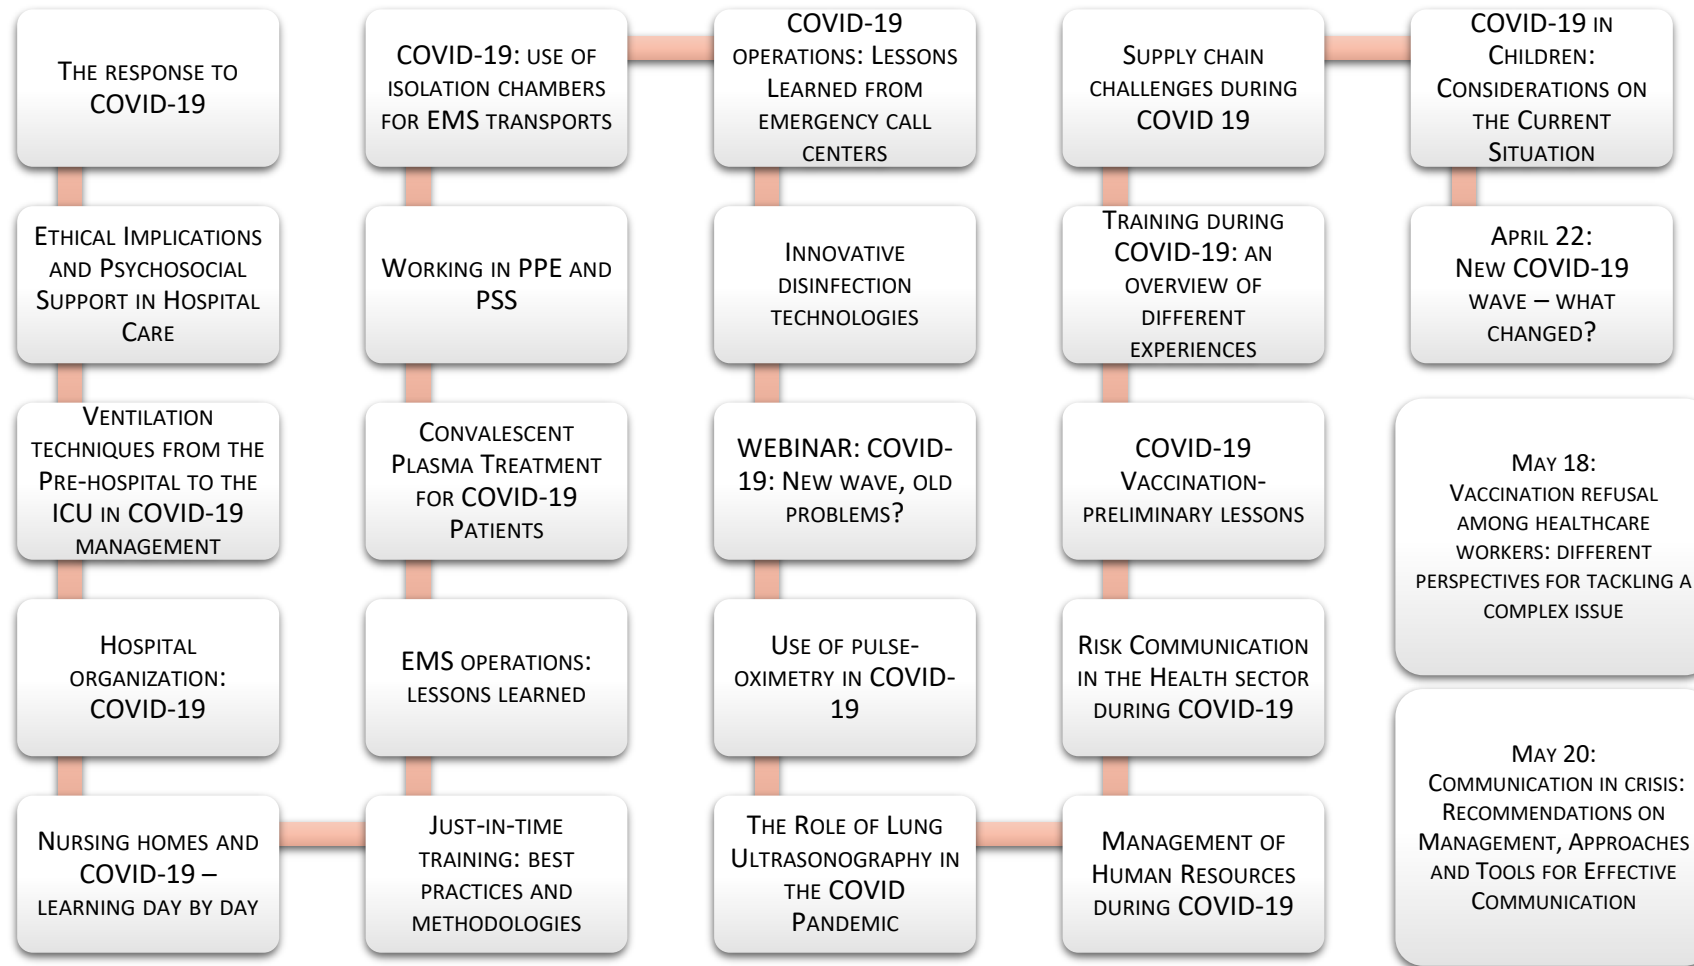 The response to
COVID-19
Ethical Implications
and Psychosocial
Support in Hospital
Care
Ventilation
techniques from the
Pre-hospital to the
ICU in COVID-19
management
Hospital
organization:
COVID-19
Nursing homes and
COVID-19 –
learning day by day
Just-in-time
training: best
practices and
methodologies
EMS operations:
lessons learned
Convalescent
Plasma Treatment
for COVID-19
Patients
Working in PPE and
PSS
COVID-19: use of
isolation chambers
for EMS transports
COVID-19
operations: Lessons
Learned from
emergency call
centers
Innovative
disinfection
technologies
WEBINAR: COVID-
19: New wave, old
problems?
Use of pulse-
oximetry in COVID-
19
The Role of Lung
Ultrasonography in
the COVID
Pandemic
Management of
Human Resources
during COVID-19
Risk Communication
in the Health sector
during COVID-19
COVID-19
Vaccination-
preliminary lessons
Training during
COVID-19: an
overview of
different
experiences
Supply chain
challenges during
COVID 19
COVID-19 in
Children:
Considerations on
the Current
Situation
April 22:
New COVID-19
wave – what
changed?
May 18:
Vaccination refusal
among healthcare
workers: different
perspectives for tackling a
complex issue
May 20:
Communication in crisis:
Recommendations on
Management, Approaches
and Tools for Effective
Communication